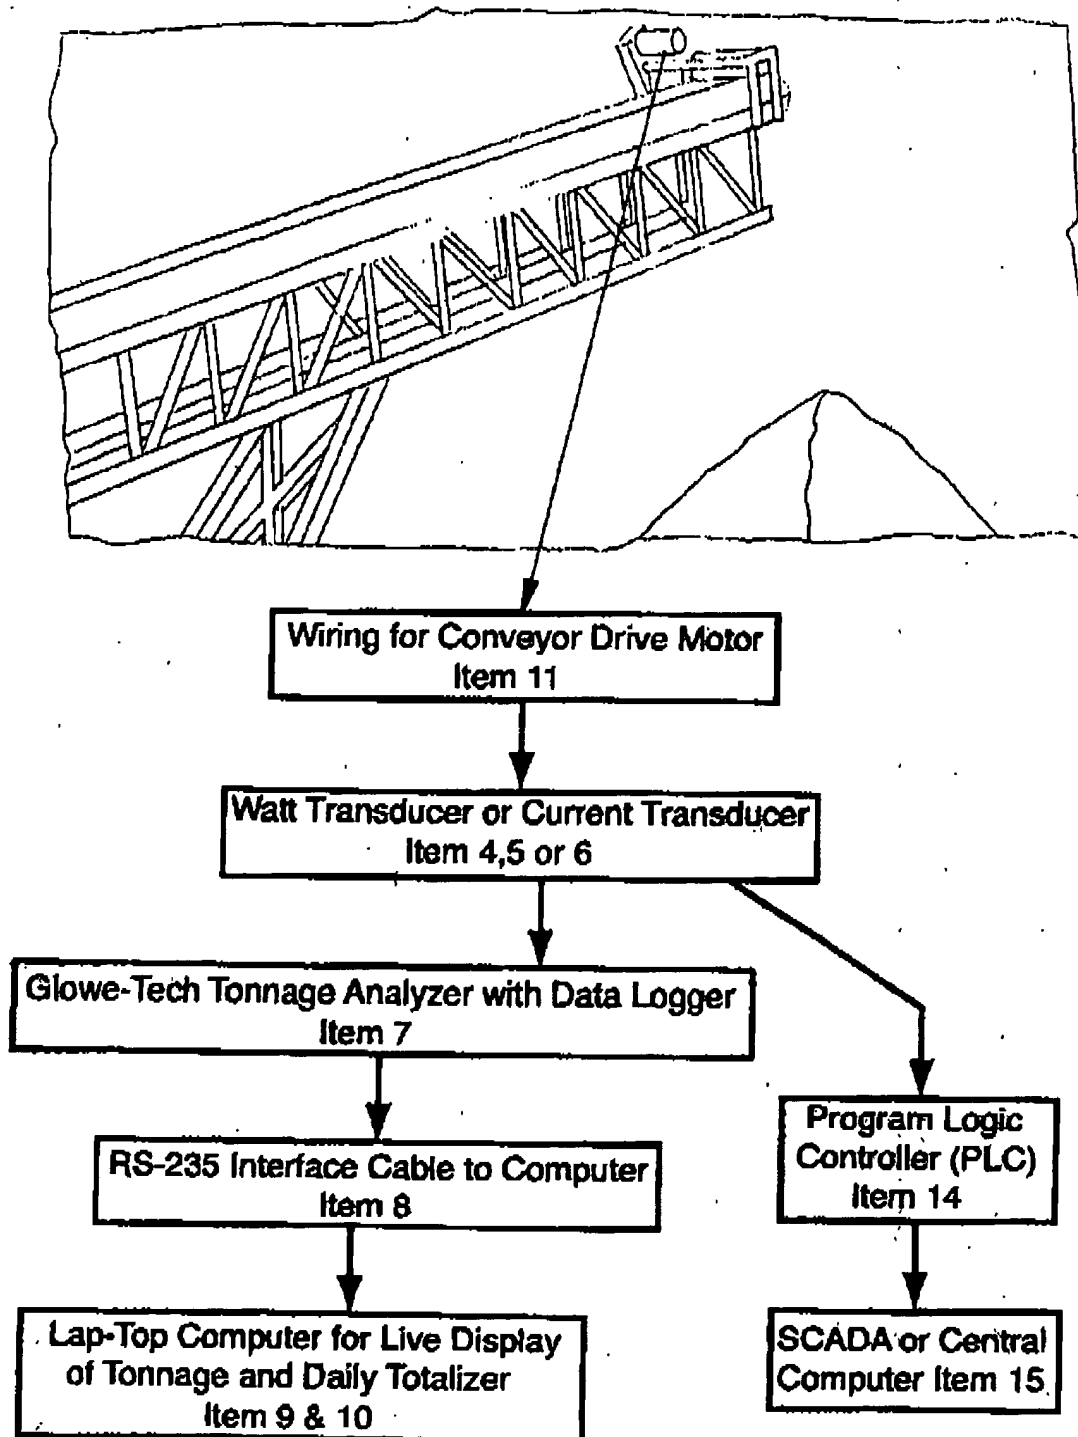 Wiring for Conveyor Drive Motor
Item 11
Watt Transducer or Current Transducer
Item 4,5 or 6
Glowe-Tech Tonnage Analyzer with Data Logger
Item 7
RS-235 Interface Cable to Computer
Item 8
Lap-Top Computer for Live Display
of Tonnage and Daily Totalizer
Item 9 & 10
Program Logic
Controller (PLC)
Item 14
SCADA or Central
Computer Item 15